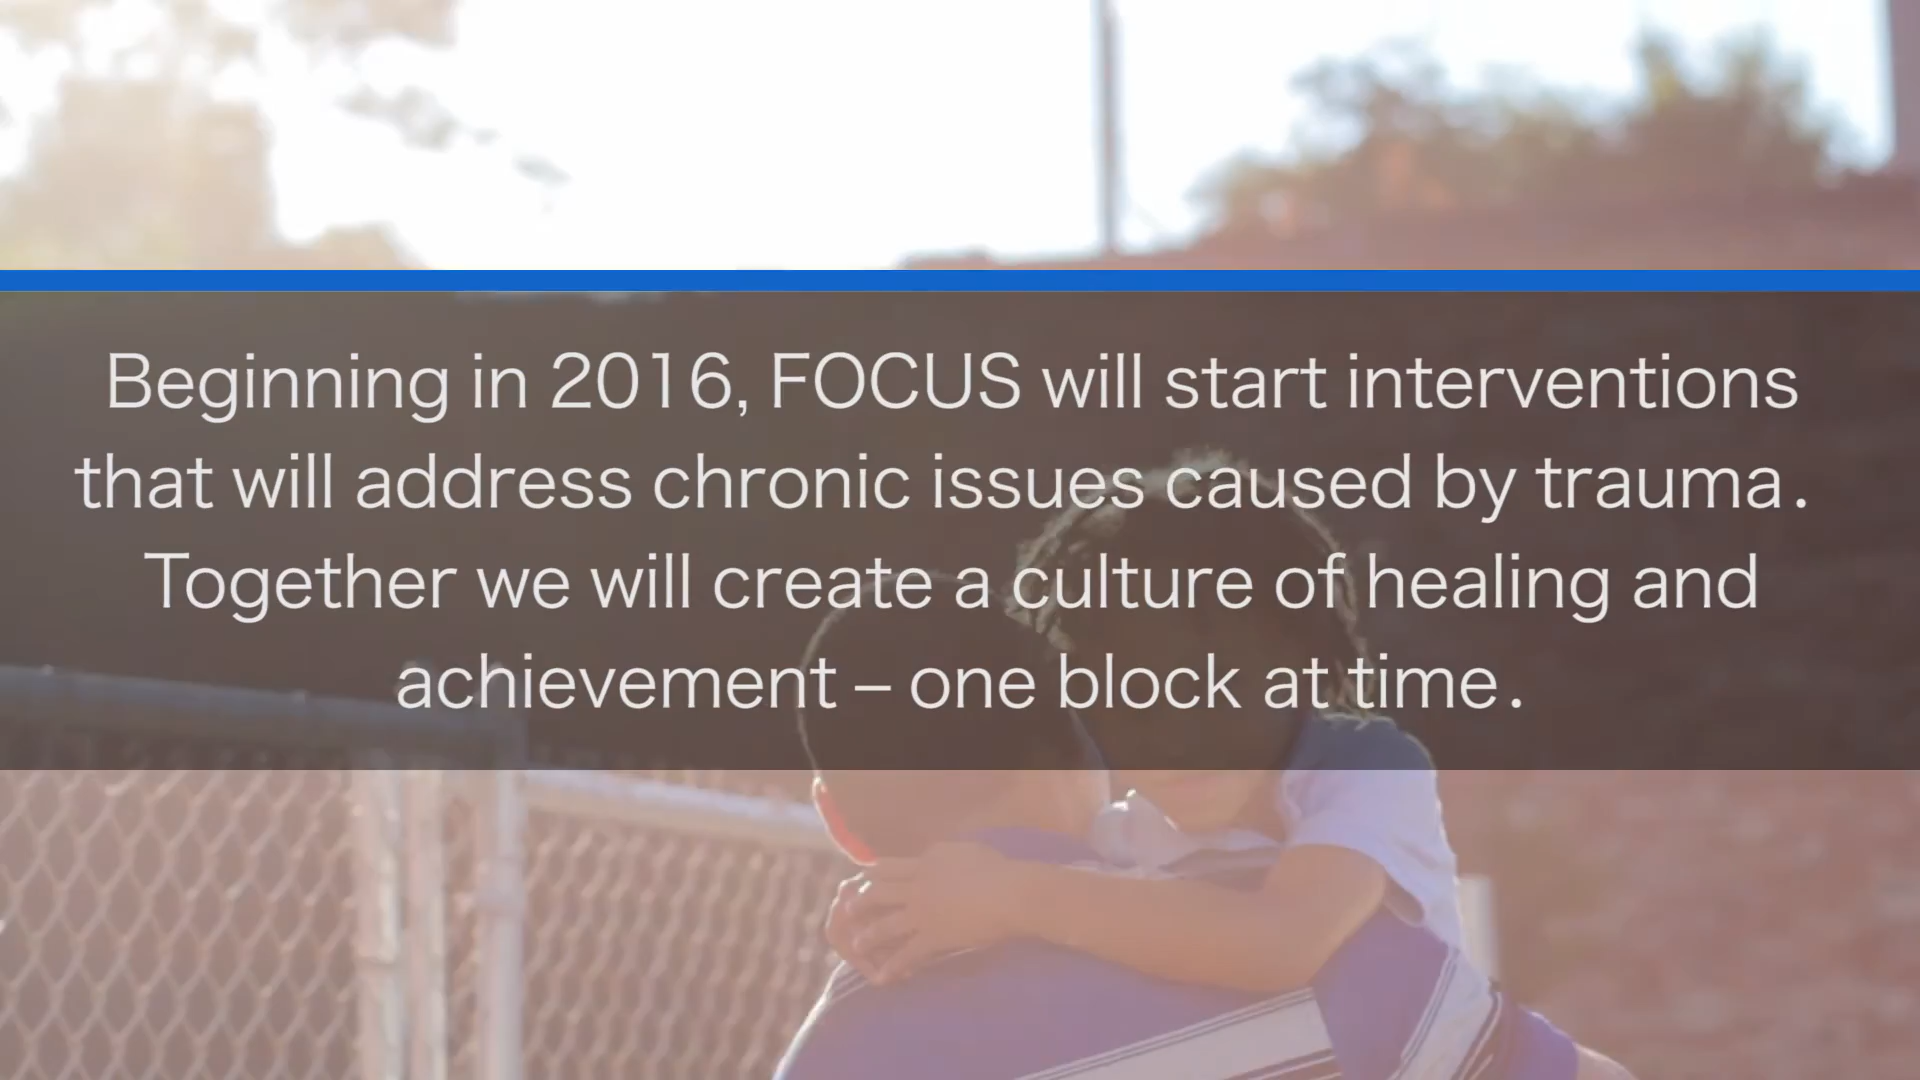 Beginning in 2016, FOCUS will start interventions
that will address chronic issues caused by trauma.
Together we will create a culture of healing and
achievement – one block at time.